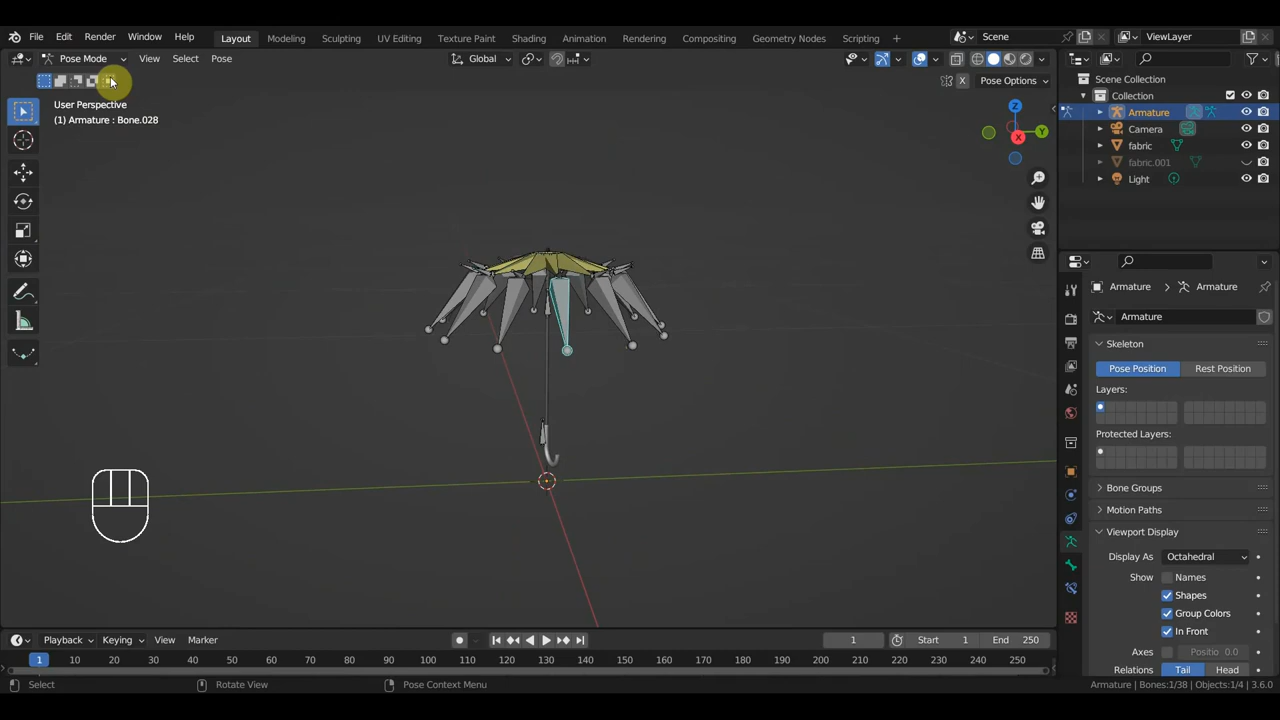 File Edit Render Window Help Layout Modeling Sculpting UV Editing Texture Paint Shading Animation Rendering Compositing Geometry Nodes Scripting Scene ViewLayer
Pose Mode View Select Pose Global
X Pose Options
User Perspective
(1) Armature : Bone.028
Z
Y
X
Scene Collection
Collection
Armature
Camera
fabric
fabric.001
Light
Armature > Armature
Armature
Skeleton
Pose Position Rest Position
Layers:
Protected Layers:
Bone Groups
Motion Paths
Viewport Display
Display As Octahedral
Show Names
Shapes
Group Colors
In Front
Axes Positio 0.0
Relations Tail Head
Playback Keying View Marker 1 Start 1 End 250
1 10 20 30 40 50 60 70 80 90 100 110 120 130 140 150 160 170 180 190 200 210 220 230 240 250
Select Rotate View Pose Context Menu Armature | Bones:1/38 | Objects:1/4 | 3.6.0